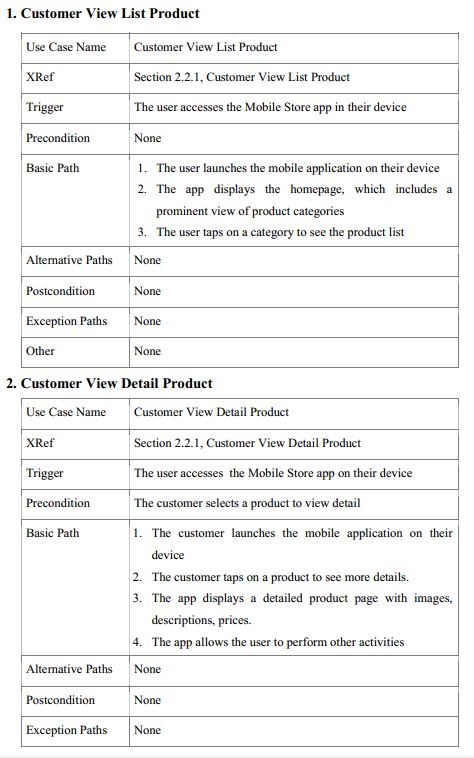 1. Customer View List Product
Use Case Name Customer View List Product
XRef Section 2.2.1, Customer View List Product
Trigger The user accesses the Mobile Store app in their device
Precondition None
Basic Path 1. The user launches the mobile application on their device
2. The app displays the homepage, which includes a
prominent view of product categories
3. The user taps on a category to see the product list
Alternative Paths None
Postcondition None
Exception Paths None
Other None
2. Customer View Detail Product
Use Case Name Customer View Detail Product
XRef Section 2.2.1, Customer View Detail Product
Trigger The user accesses the Mobile Store app on their device
Precondition The customer selects a product to view detail
Basic Path 1. The customer launches the mobile application on their
device
2. The customer taps on a product to see more details.
3. The app displays a detailed product page with images,
descriptions, prices.
4. The app allows the user to perform other activities
Alternative Paths None
Postcondition None
Exception Paths None